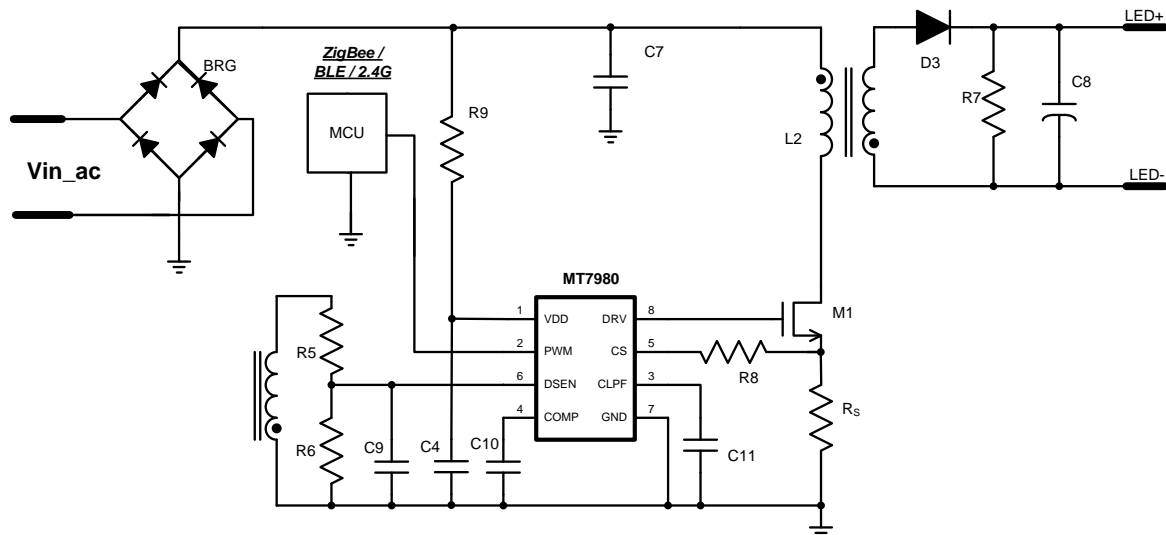 LED+
ZigBee /
BLE / 2.4G
BRG
C7
D3
R7
C8
R9
MCU
L2
Vin_ac
LED-
MT7980
1
VDD
DRV
8
M1
2
PWM
CS
5
R5
R8
6
DSEN
CLPF
3
RS
4
COMP
GND
7
R6
C9
C4
C10
C11